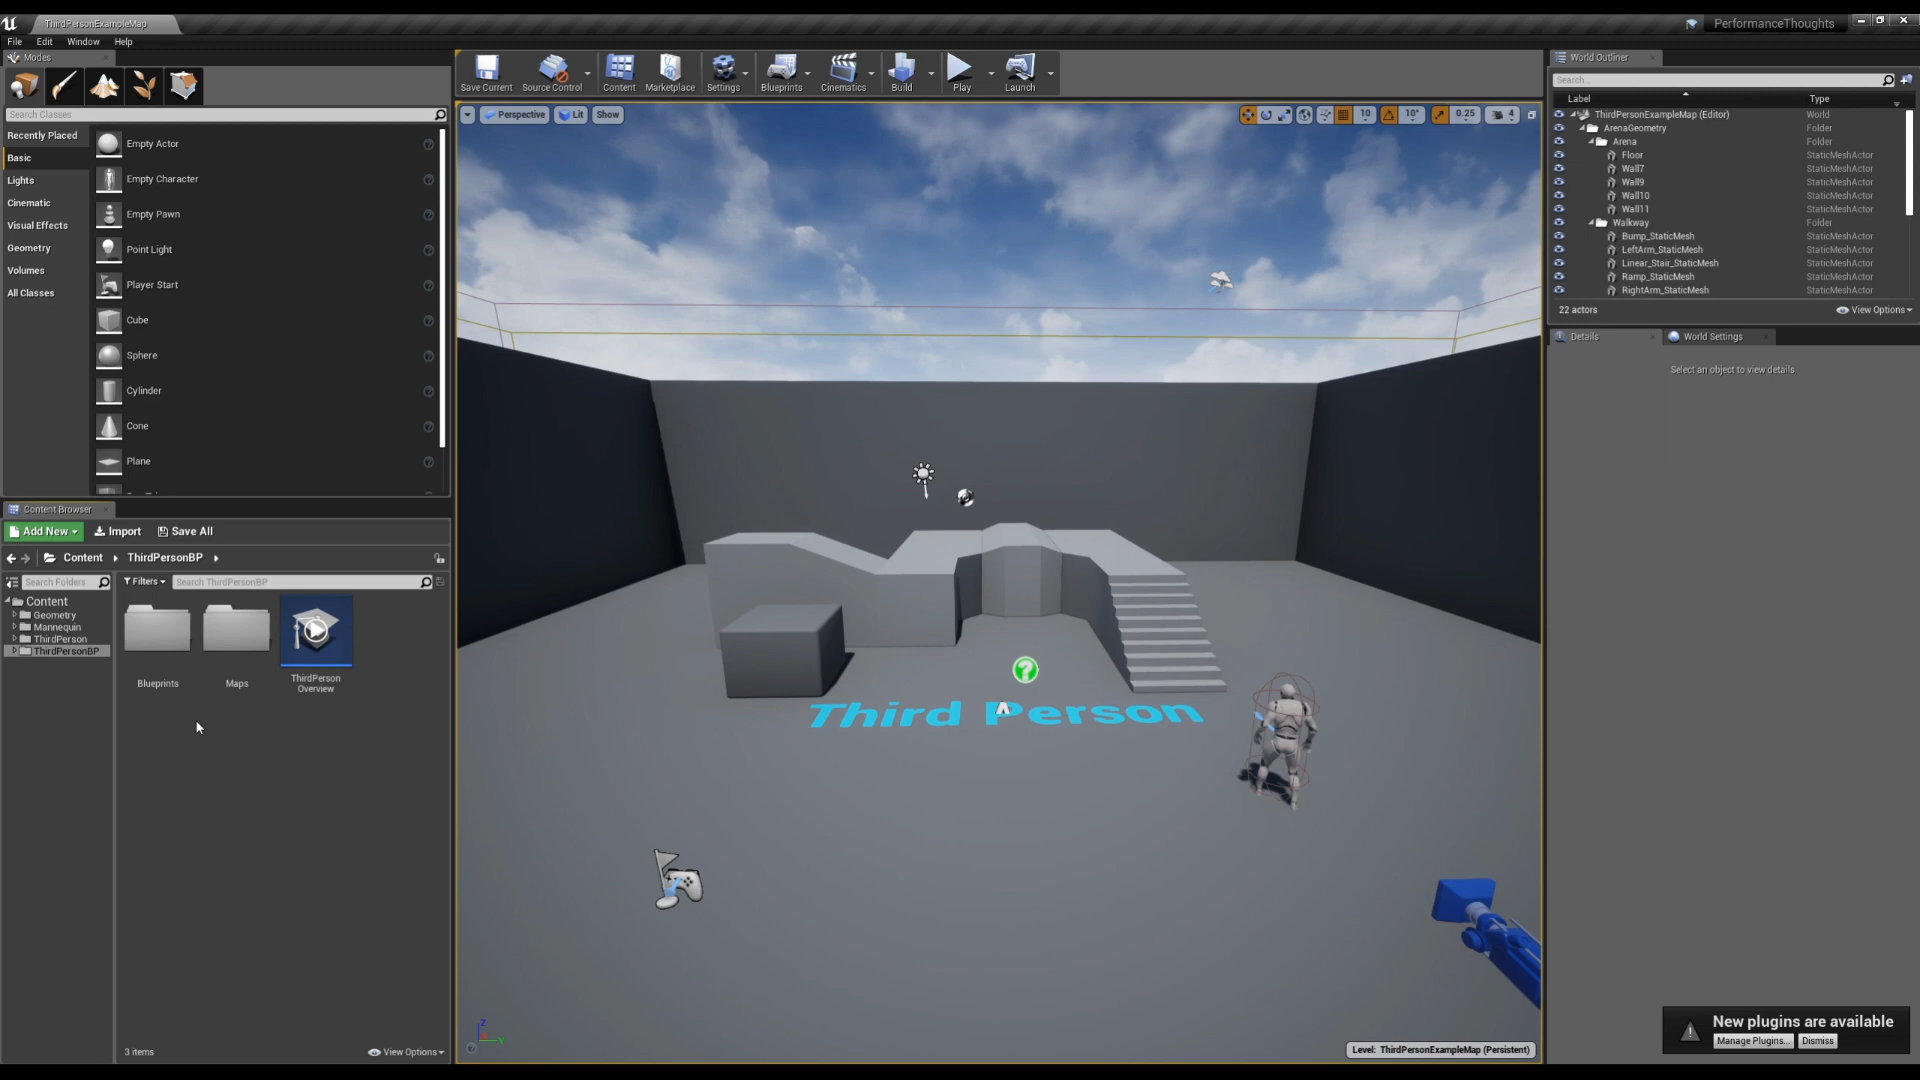 ThirdPersonExampleMap
PerformanceThoughts
File Edit Window Help
Modes
Search Classes
Recently Placed
Basic
Lights
Cinematic
Visual Effects
Geometry
Volumes
All Classes
Empty Actor
Empty Character
Empty Pawn
Point Light
Player Start
Cube
Sphere
Cylinder
Cone
Plane
Save Current Source Control Content Marketplace Settings Blueprints Cinematics Build Play Launch
Perspective Lit Show
10 10° 0.25 4
Third Person
Level: ThirdPersonExampleMap (Persistent)
Z
Y
World Outliner
Search...
Label Type
ThirdPersonExampleMap (Editor) World
ArenaGeometry Folder
Arena Folder
Floor StaticMeshActor
Wall7 StaticMeshActor
Wall9 StaticMeshActor
Wall10 StaticMeshActor
Wall11 StaticMeshActor
Walkway Folder
Bump_StaticMesh StaticMeshActor
LeftArm_StaticMesh StaticMeshActor
Linear_Stair_StaticMesh StaticMeshActor
Ramp_StaticMesh StaticMeshActor
RightArm_StaticMesh StaticMeshActor
22 actors View Options
Details World Settings
Select an object to view details.
Content Browser
Add New Import Save All
Content ThirdPersonBP
Search Folders
Filters Search ThirdPersonBP
Content
Geometry
Mannequin
ThirdPerson
ThirdPersonBP
Blueprints
Maps
ThirdPerson
Overview
3 items View Options
New plugins are available
Manage Plugins... Dismiss